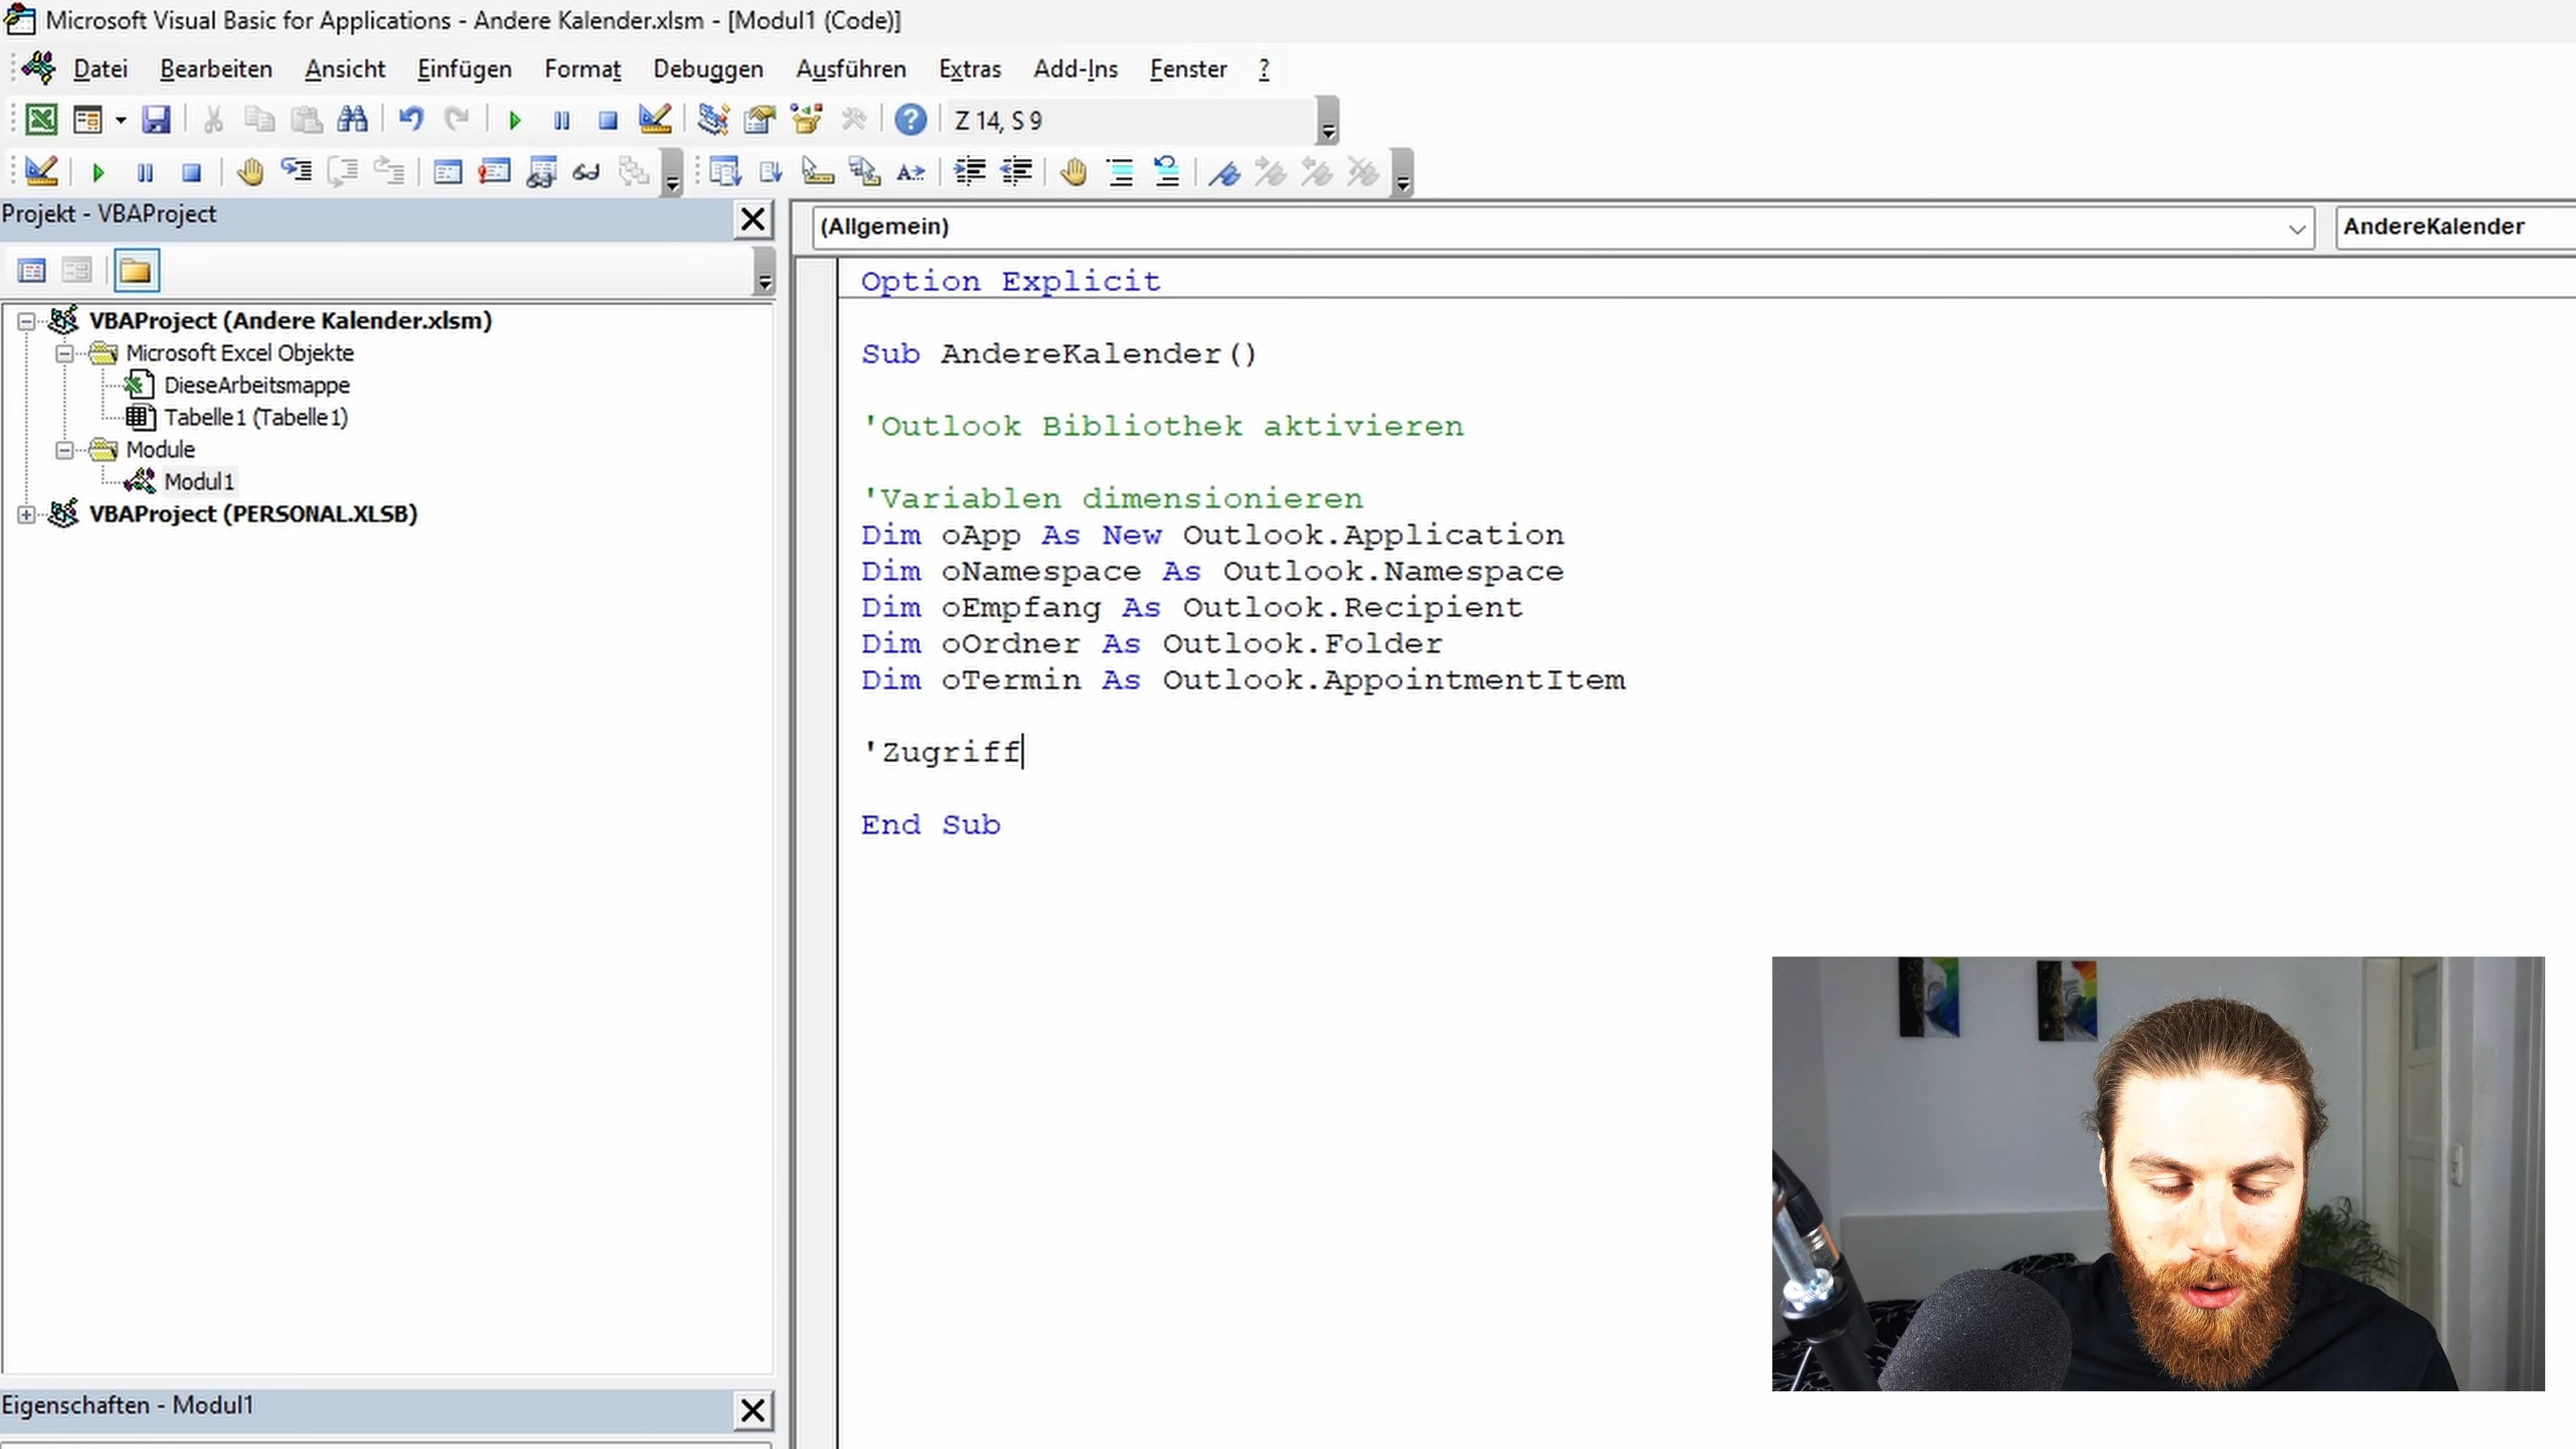 Microsoft Visual Basic for Applications - Andere Kalender.xlsm - [Modul1 (Code)]
Datei Bearbeiten Ansicht Einfügen Format Debuggen Ausführen Extras Add-Ins Fenster ?
Z 14, S 9
Projekt - VBAProject
(Allgemein)
AndereKalender
VBAProject (Andere Kalender.xlsm)
Microsoft Excel Objekte
DieseArbeitsmappe
Tabelle1 (Tabelle1)
Module
Modul1
VBAProject (PERSONAL.XLSB)
Option Explicit
Sub AndereKalender()
'Outlook Bibliothek aktivieren
'Variablen dimensionieren
Dim oApp As New Outlook.Application
Dim oNamespace As Outlook.Namespace
Dim oEmpfang As Outlook.Recipient
Dim oOrdner As Outlook.Folder
Dim oTermin As Outlook.AppointmentItem
'Zugriff
End Sub
Eigenschaften - Modul1